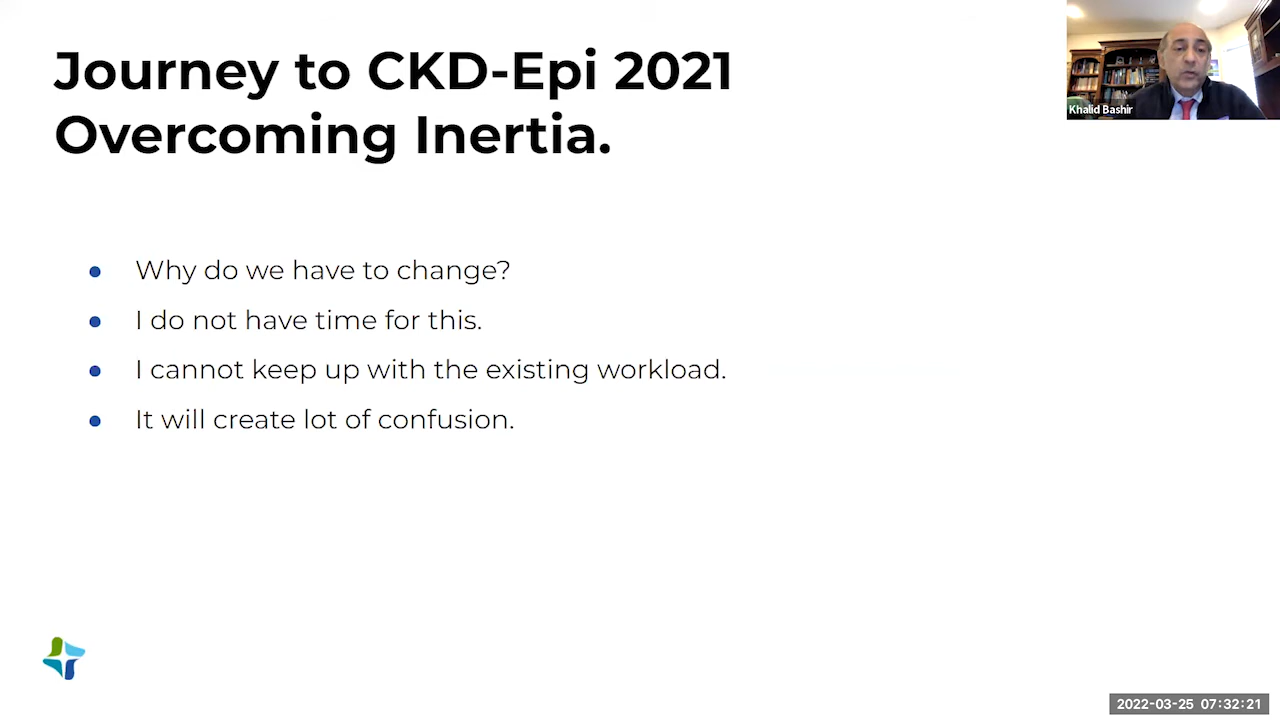 Journey to CKD-Epi 2021
Overcoming Inertia.
Khalid Bashir
Why do we have to change?
I do not have time for this.
I cannot keep up with the existing workload.
It will create lot of confusion.
2022-03-25 07:32:21